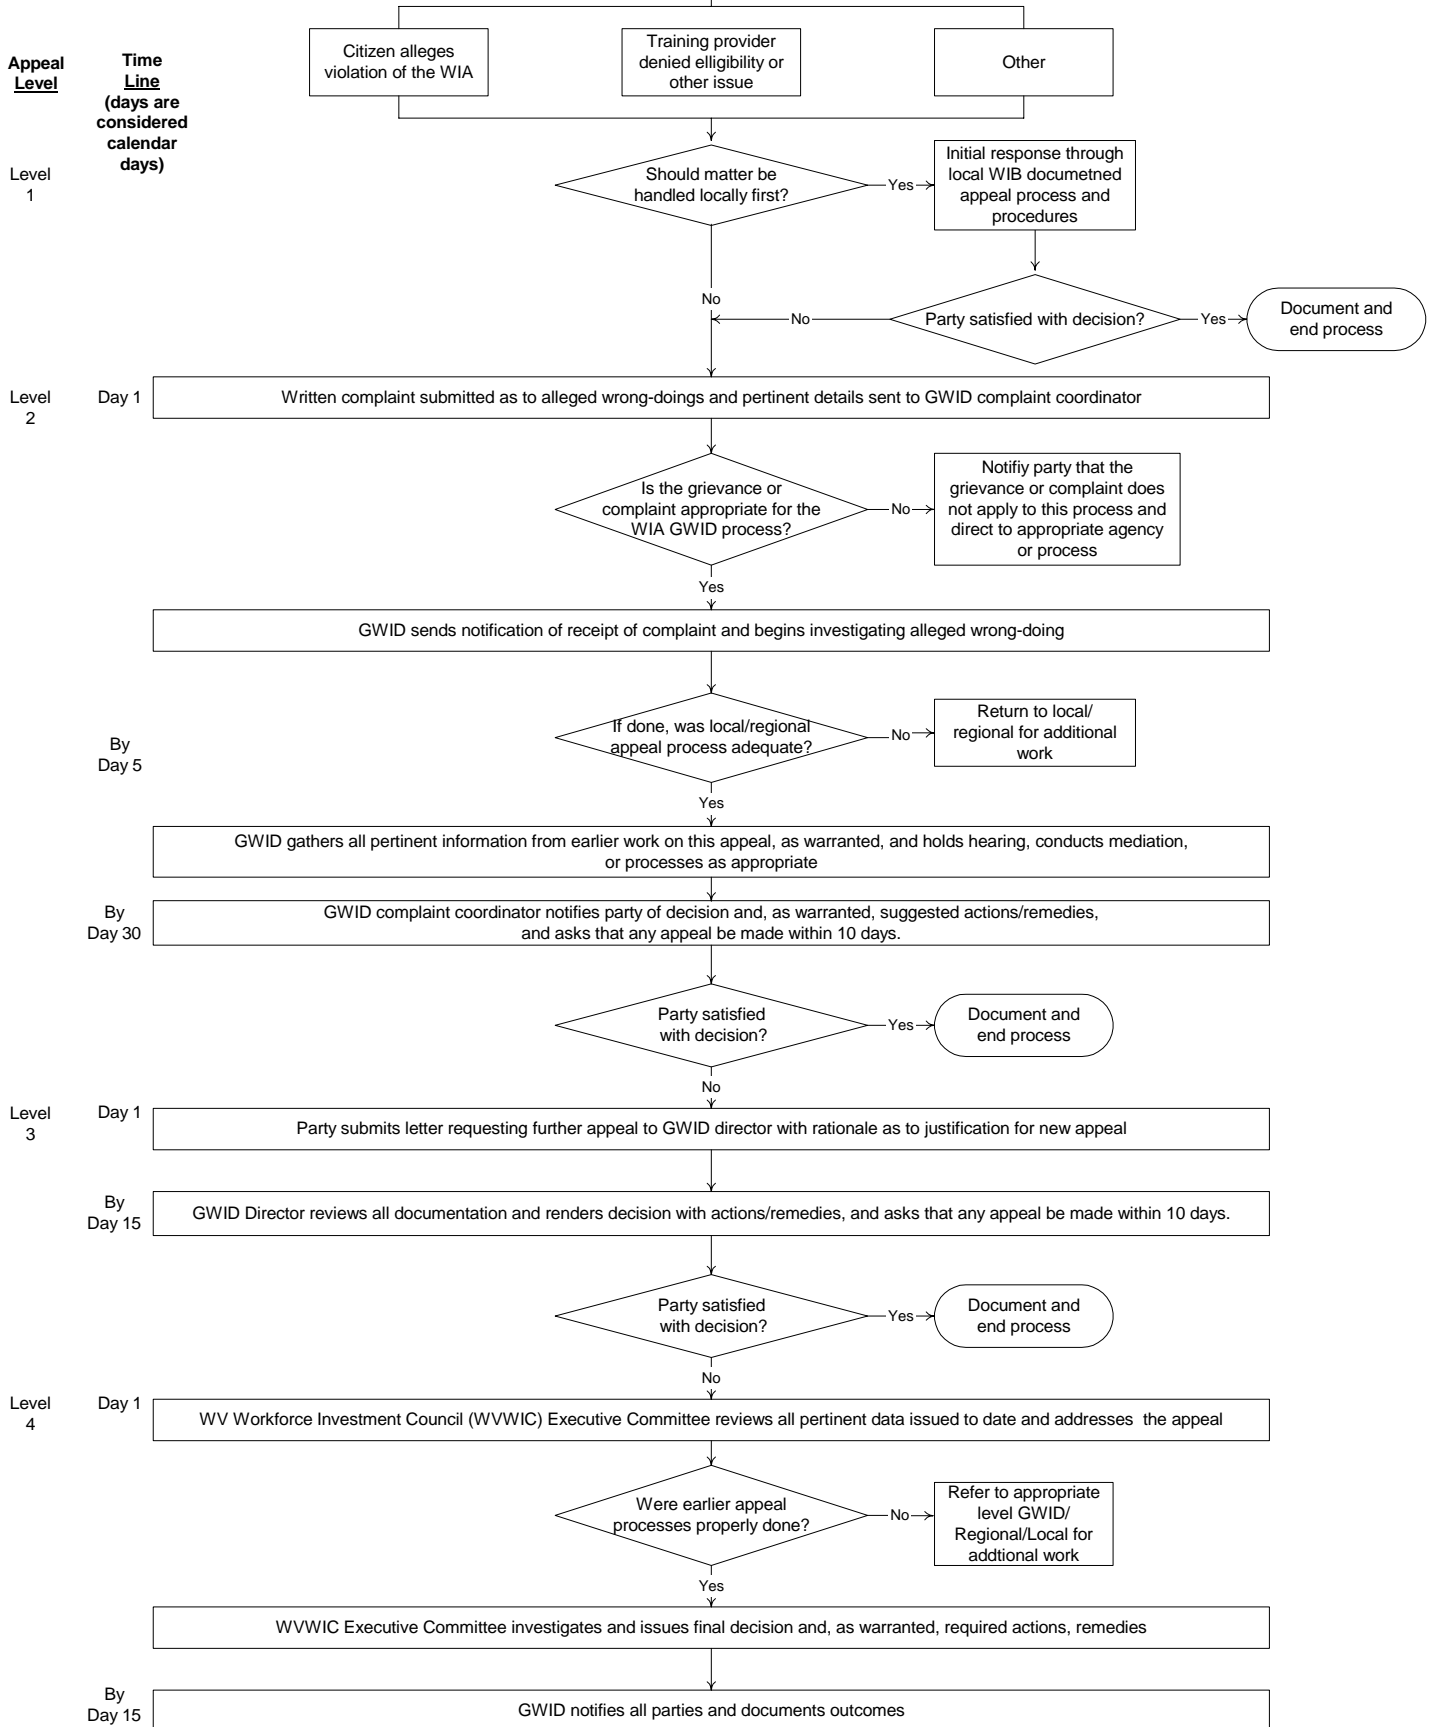 Appeal
Level
Time
Line
(days are
considered
calendar
days)
Citizen alleges
violation of the WIA
Training provider
denied elligibility or
other issue
Other
Level
1
Should matter be
handled locally first?
Yes
Initial response through
local WIB documetned
appeal process and
procedures
No
No
Party satisfied with decision?
Yes
Document and
end process
Level
2
Day 1
Written complaint submitted as to alleged wrong-doings and pertinent details sent to GWID complaint coordinator
Is the grievance or
complaint appropriate for the
WIA GWID process?
No
Notifiy party that the
grievance or complaint does
not apply to this process and
direct to appropriate agency
or process
Yes
GWID sends notification of receipt of complaint and begins investigating alleged wrong-doing
By
Day 5
If done, was local/regional
appeal process adequate?
No
Return to local/
regional for additional
work
Yes
GWID gathers all pertinent information from earlier work on this appeal, as warranted, and holds hearing, conducts mediation,
or processes as appropriate
By
Day 30
GWID complaint coordinator notifies party of decision and, as warranted, suggested actions/remedies,
and asks that any appeal be made within 10 days.
Party satisfied
with decision?
Yes
Document and
end process
No
Level
3
Day 1
Party submits letter requesting further appeal to GWID director with rationale as to justification for new appeal
By
Day 15
GWID Director reviews all documentation and renders decision with actions/remedies, and asks that any appeal be made within 10 days.
Party satisfied
with decision?
Yes
Document and
end process
No
Level
4
Day 1
WV Workforce Investment Council (WVWIC) Executive Committee reviews all pertinent data issued to date and addresses the appeal
Were earlier appeal
processes properly done?
No
Refer to appropriate
level GWID/
Regional/Local for
addtional work
Yes
WVWIC Executive Committee investigates and issues final decision and, as warranted, required actions, remedies
By
Day 15
GWID notifies all parties and documents outcomes